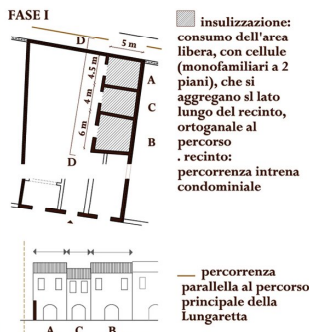 FASE I
D
5 m
4.5 m
A
4 m
C
6 m
B
D
insulizzazione:
consumo dell'area
libera, con cellule
(monofamiliari a 2
piani), che si
aggregano sl lato
lungo del recinto,
ortoganale al
percorso
. recinto:
percorrenza intrena
condominiale
A C B
percorrenza
parallella al percorso
principale della
Lungaretta